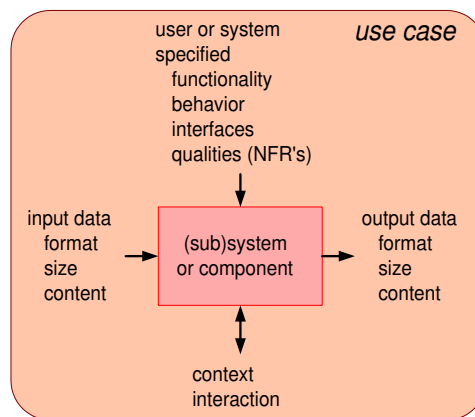 use case
user or system
specified
functionality
behavior
interfaces
qualities (NFR's)
input data
format
size
content
(sub)system
or component
output data
format
size
content
context
interaction